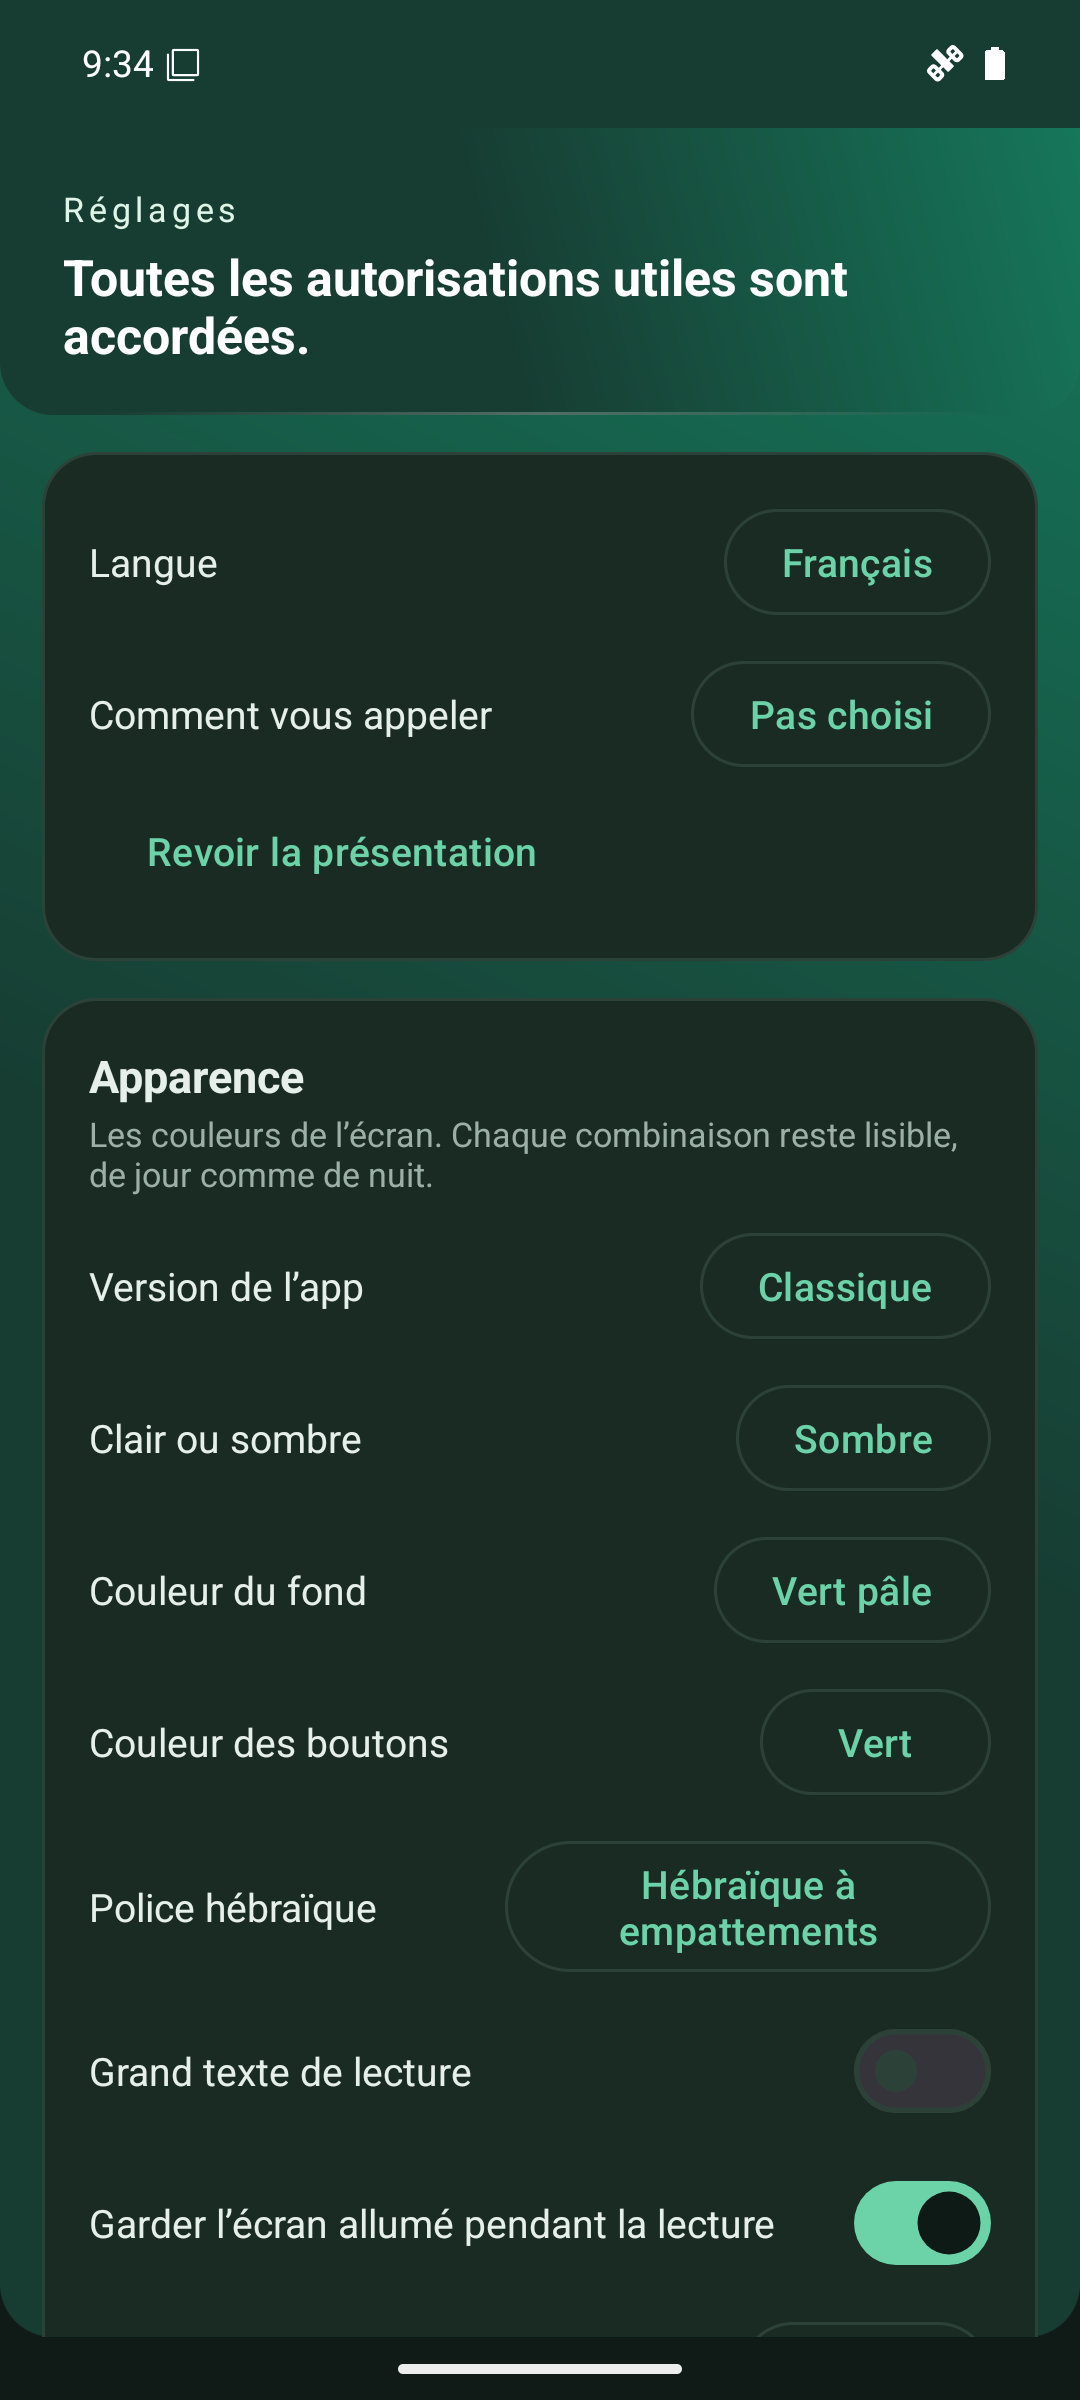 9:34
Réglages
Toutes les autorisations utiles sont
accordées.
Langue
Français
Comment vous appeler
Pas choisi
Revoir la présentation
Apparence
Les couleurs de l’écran. Chaque combinaison reste lisible,
de jour comme de nuit.
Version de l’app
Classique
Clair ou sombre
Sombre
Couleur du fond
Vert pâle
Couleur des boutons
Vert
Police hébraïque
Hébraïque à
empattements
Grand texte de lecture
Garder l’écran allumé pendant la lecture